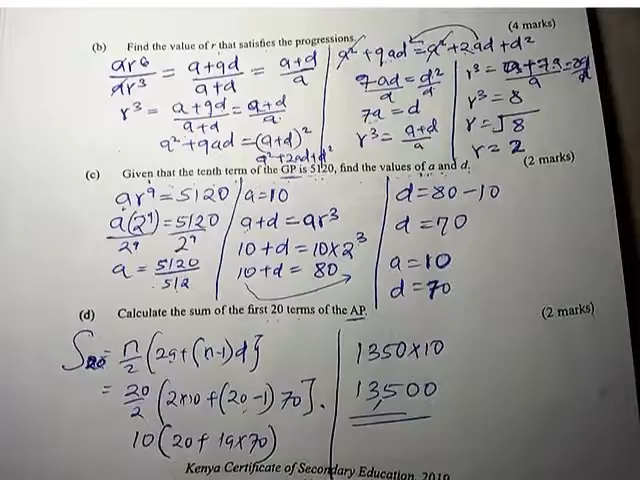 (4 marks)
(b) Find the value of r that satisfies the progressions.
ar⁶/ar³ = a+9d/a+d = a+d/a
r³ = a+9d/a+d = a+d/a
a²+9ad = (a+d)²
a²+2ad+d²
a²+9ad = a²+2ad+d²
7ad/a = d²/d
7a = d
r³ = a+d/a
r³ = 8
r = √8
r = 2
(2 marks)
(c) Given that the tenth term of the GP is 5120, find the values of a and d.
ar⁹ = 5120
a(2⁹)/2⁹ = 5120/2⁹
a = 5120/512
a = 10
a+d = ar³
10+d = 10×2³
10+d = 80
d = 80-10
d = 70
a = 10
d = 70
(d) Calculate the sum of the first 20 terms of the AP.
(2 marks)
S₂₀ = n/2 (2a+(n-1)d}
= 20/2 (2×10+(20-1)70].
10(20+19×70)
1350×10
13,500
Kenya Certificate of Secondary Education, 2019